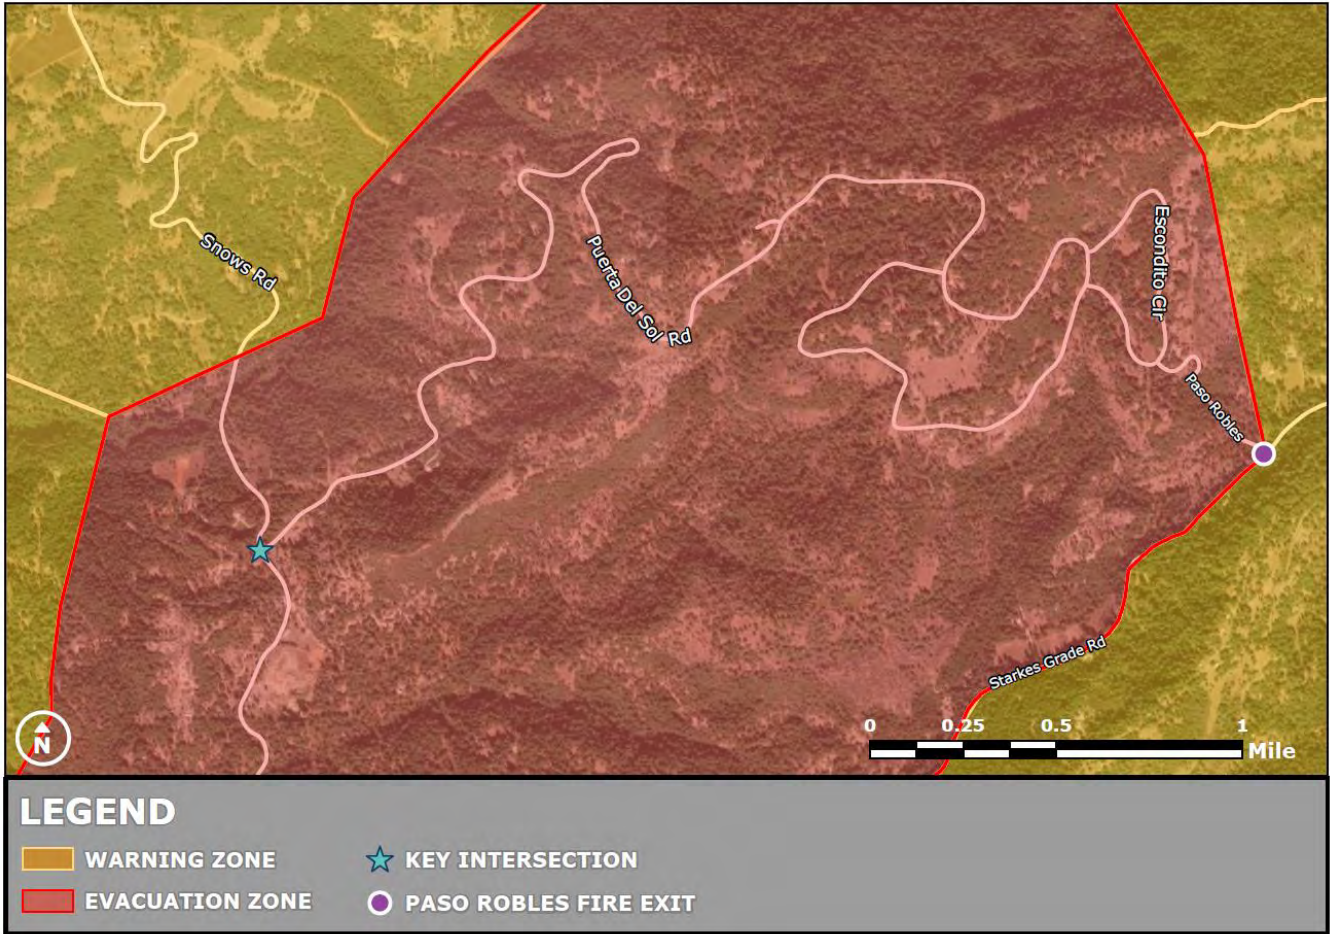 Snows Rd
Puerta Del Sol Rd
Escondito Cir
Paso Robles
Starkes Grade Rd
N
0 0.25 0.5 1
Mile
LEGEND
WARNING ZONE
KEY INTERSECTION
EVACUATION ZONE
PASO ROBLES FIRE EXIT